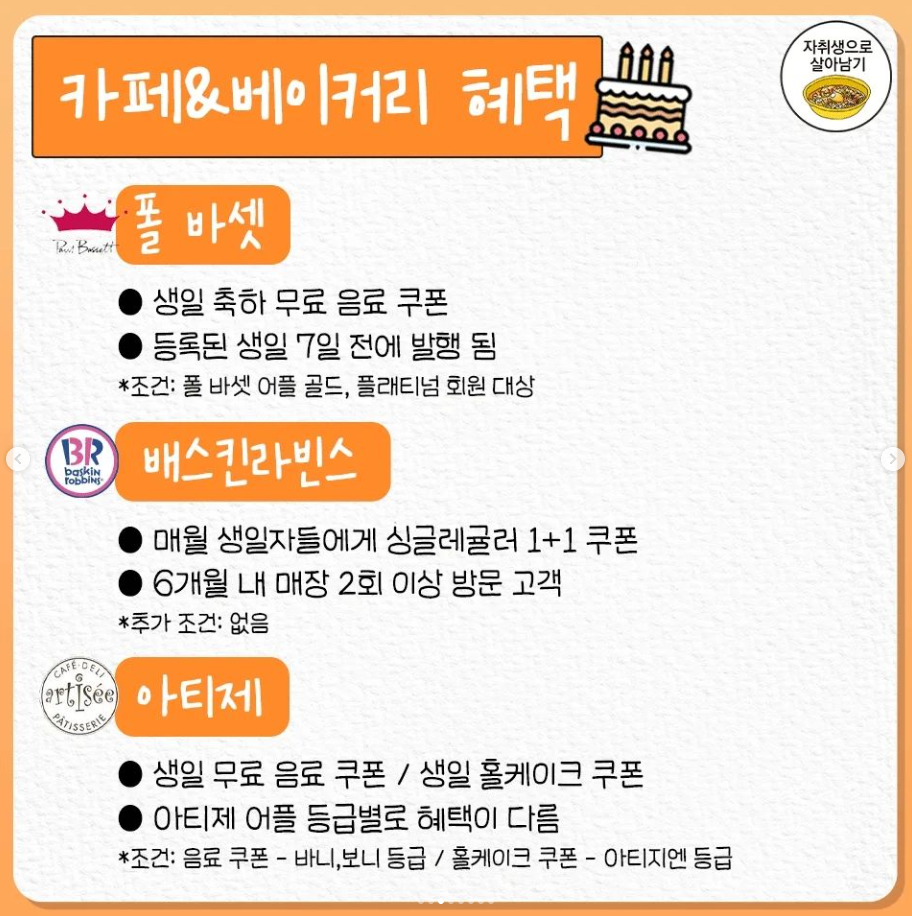 카페&베이커리 혜택
자취생으로
살아남기
Paul Bassett
폴 바셋
● 생일 축하 무료 음료 쿠폰
● 등록된 생일 7일 전에 발행 됨
*조건: 폴 바셋 어플 골드, 플래티넘 회원 대상
BR
baskin
robbins
배스킨라빈스
● 매월 생일자들에게 싱글레귤러 1+1 쿠폰
● 6개월 내 매장 2회 이상 방문 고객
*추가 조건: 없음
CAFÉ·DELI
artisée
PÂTISSERIE
아티제
● 생일 무료 음료 쿠폰 / 생일 홀케이크 쿠폰
● 아티제 어플 등급별로 혜택이 다름
*조건: 음료 쿠폰 - 바니,보니 등급 / 홀케이크 쿠폰 - 아티지엔 등급